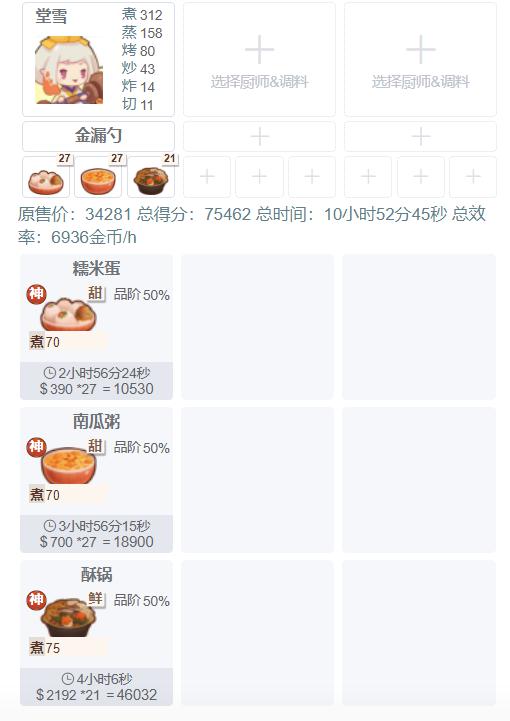 堂雪
煮 312
蒸 158
烤 80
炒 43
炸 14
切 11
选择厨师&调料
选择厨师&调料
金漏勺
27
27
21
原售价：34281 总得分：75462 总时间：10小时52分45秒 总效
率：6936金币/h
糯米蛋
神
甜
品阶50%
煮70
2小时56分24秒
$ 390 *27 = 10530
南瓜粥
神
甜
品阶50%
煮70
3小时56分15秒
$ 700 *27 = 18900
酥锅
神
鲜
品阶50%
煮75
4小时6秒
$ 2192 *21 = 46032